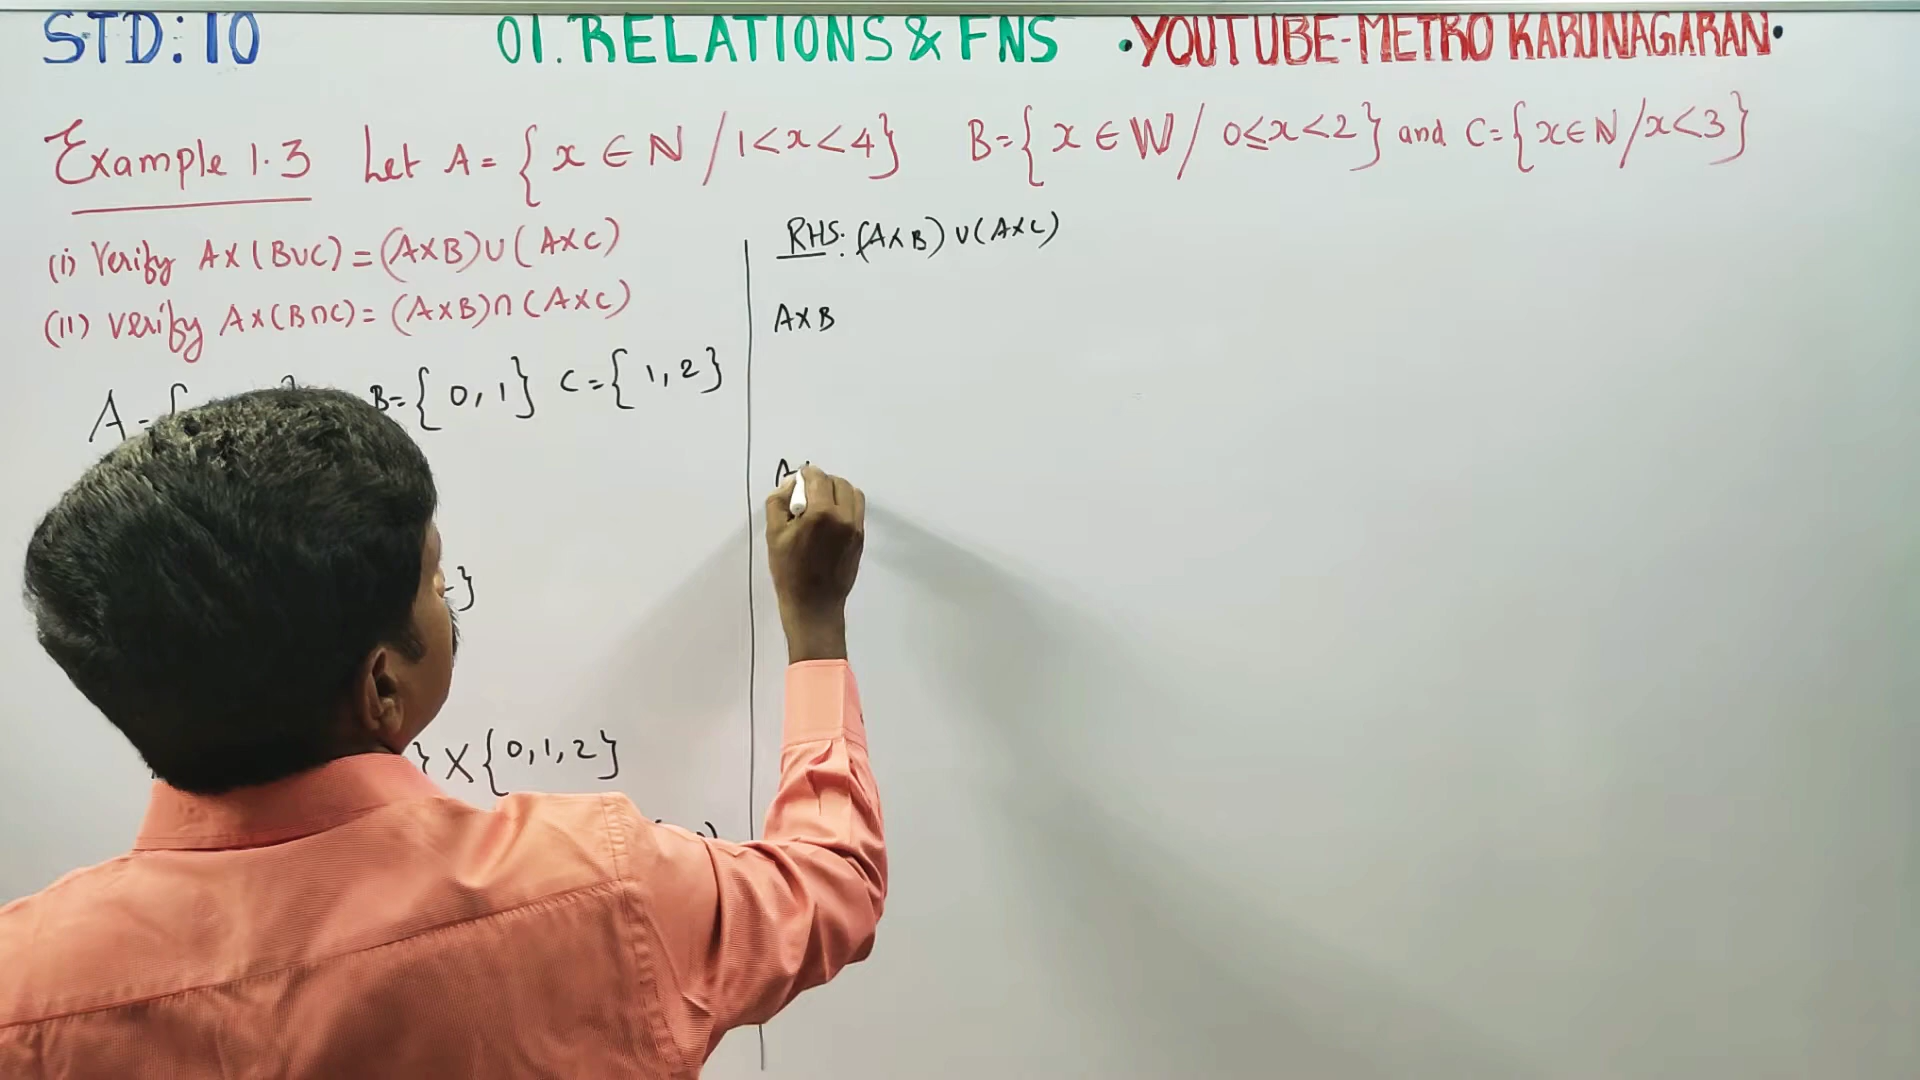 STD: 10 01. RELATIONS & FNS •YOUTUBE-METRO KARUNAGARAN•
Example 1.3 Let A = { x ∈ N / 1<x<4} B={ x ∈ W / 0≤x<2} and C={x∈N/x<3}
(i) Verify A×(B∪C)=(A×B)∪(A×C)
(ii) verify A×(B∩C)=(A×B)∩(A×C)
A={ B={0,1} C={1,2}
}
} X {0,1,2}
RHS: (A×B)∪(A×C)
A×B
A